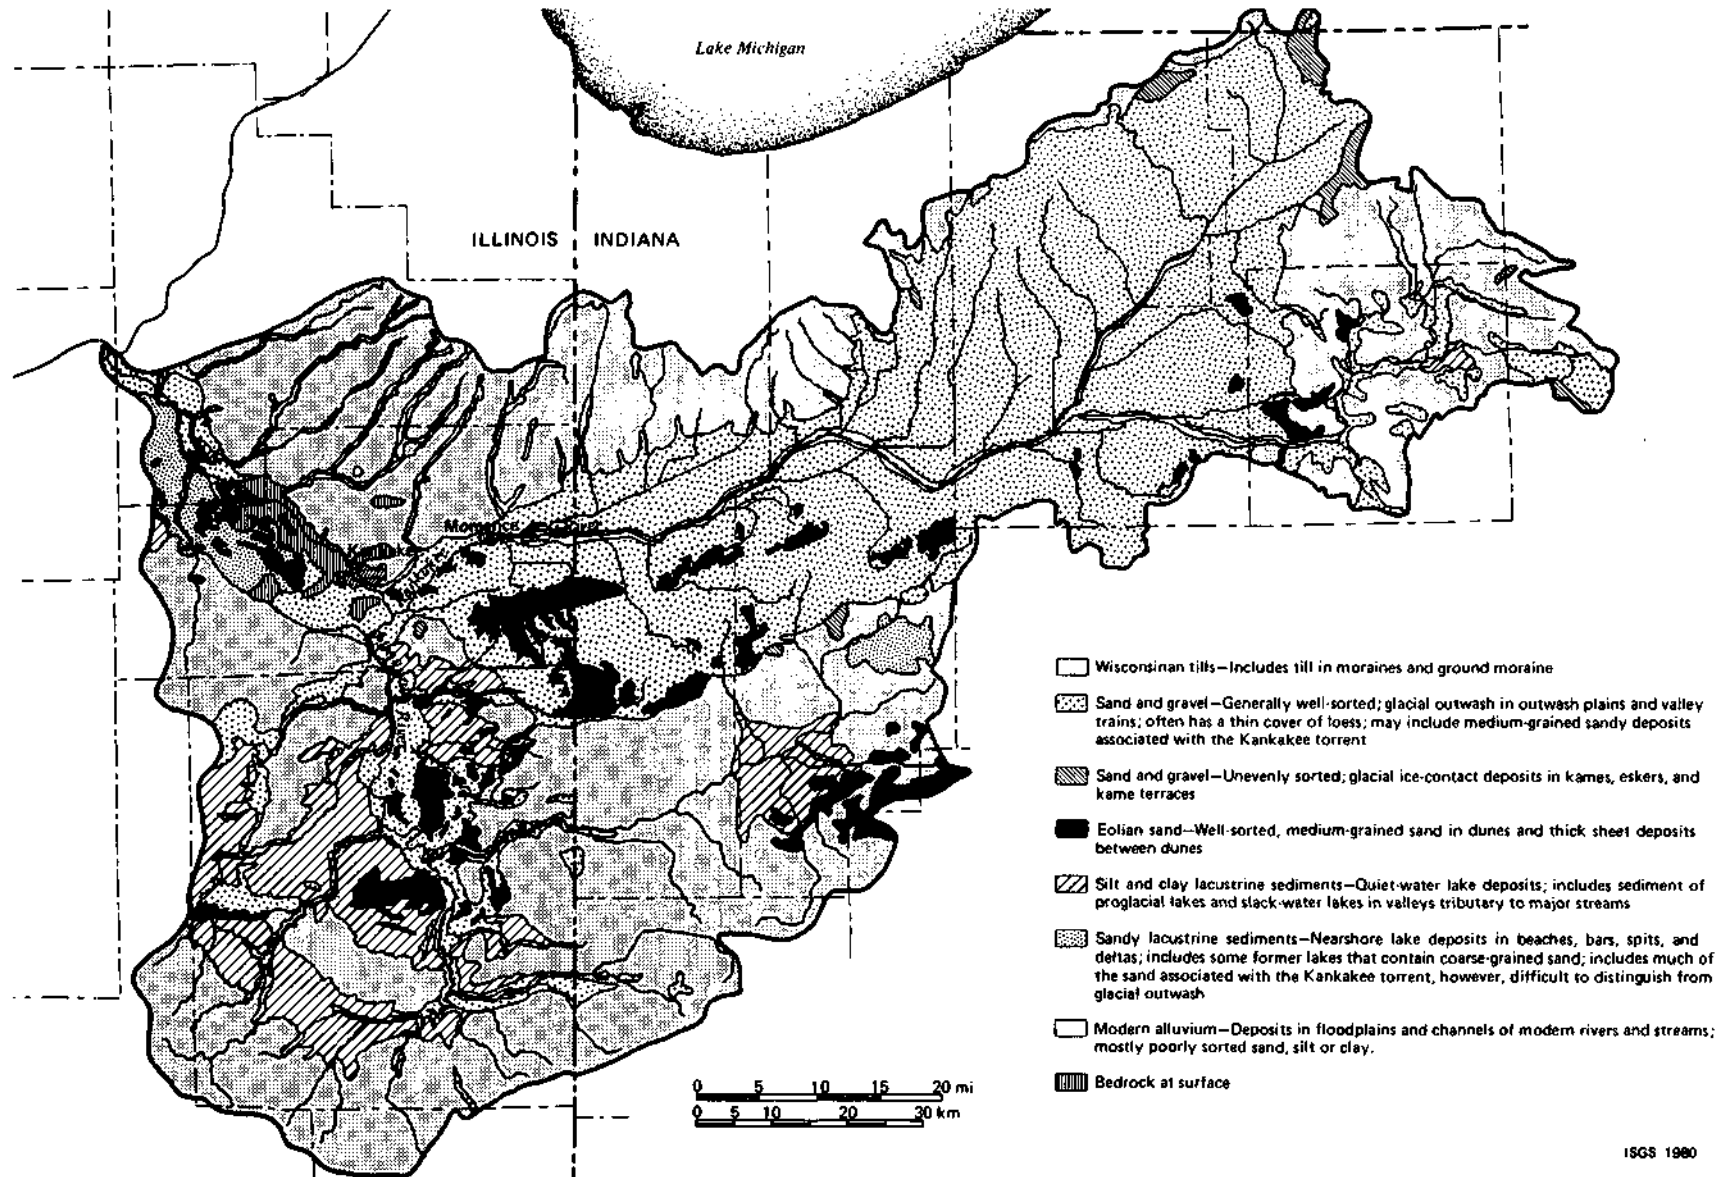 Lake Michigan
ILLINOIS
INDIANA
Momence
Kankakee
Wisconsinan tills—Includes till in moraines and ground moraine
Sand and gravel—Generally well-sorted; glacial outwash in outwash plains and valley
trains; often has a thin cover of loess; may include medium-grained sandy deposits
associated with the Kankakee torrent
Sand and gravel—Unevenly sorted; glacial ice-contact deposits in kames, eskers, and
kame terraces
Eolian sand—Well-sorted, medium-grained sand in dunes and thick sheet deposits
between dunes
Silt and clay lacustrine sediments—Quiet-water lake deposits; includes sediment of
proglacial lakes and slack-water lakes in valleys tributary to major streams
Sandy lacustrine sediments—Nearshore lake deposits in beaches, bars, spits, and
deltas; includes some former lakes that contain coarse-grained sand; includes much of
the sand associated with the Kankakee torrent, however, difficult to distinguish from
glacial outwash
Modern alluvium—Deposits in floodplains and channels of modern rivers and streams;
mostly poorly sorted sand, silt or clay.
Bedrock at surface
0 5 10 15 20 mi
0 5 10 20 30 km
ISGS 1980